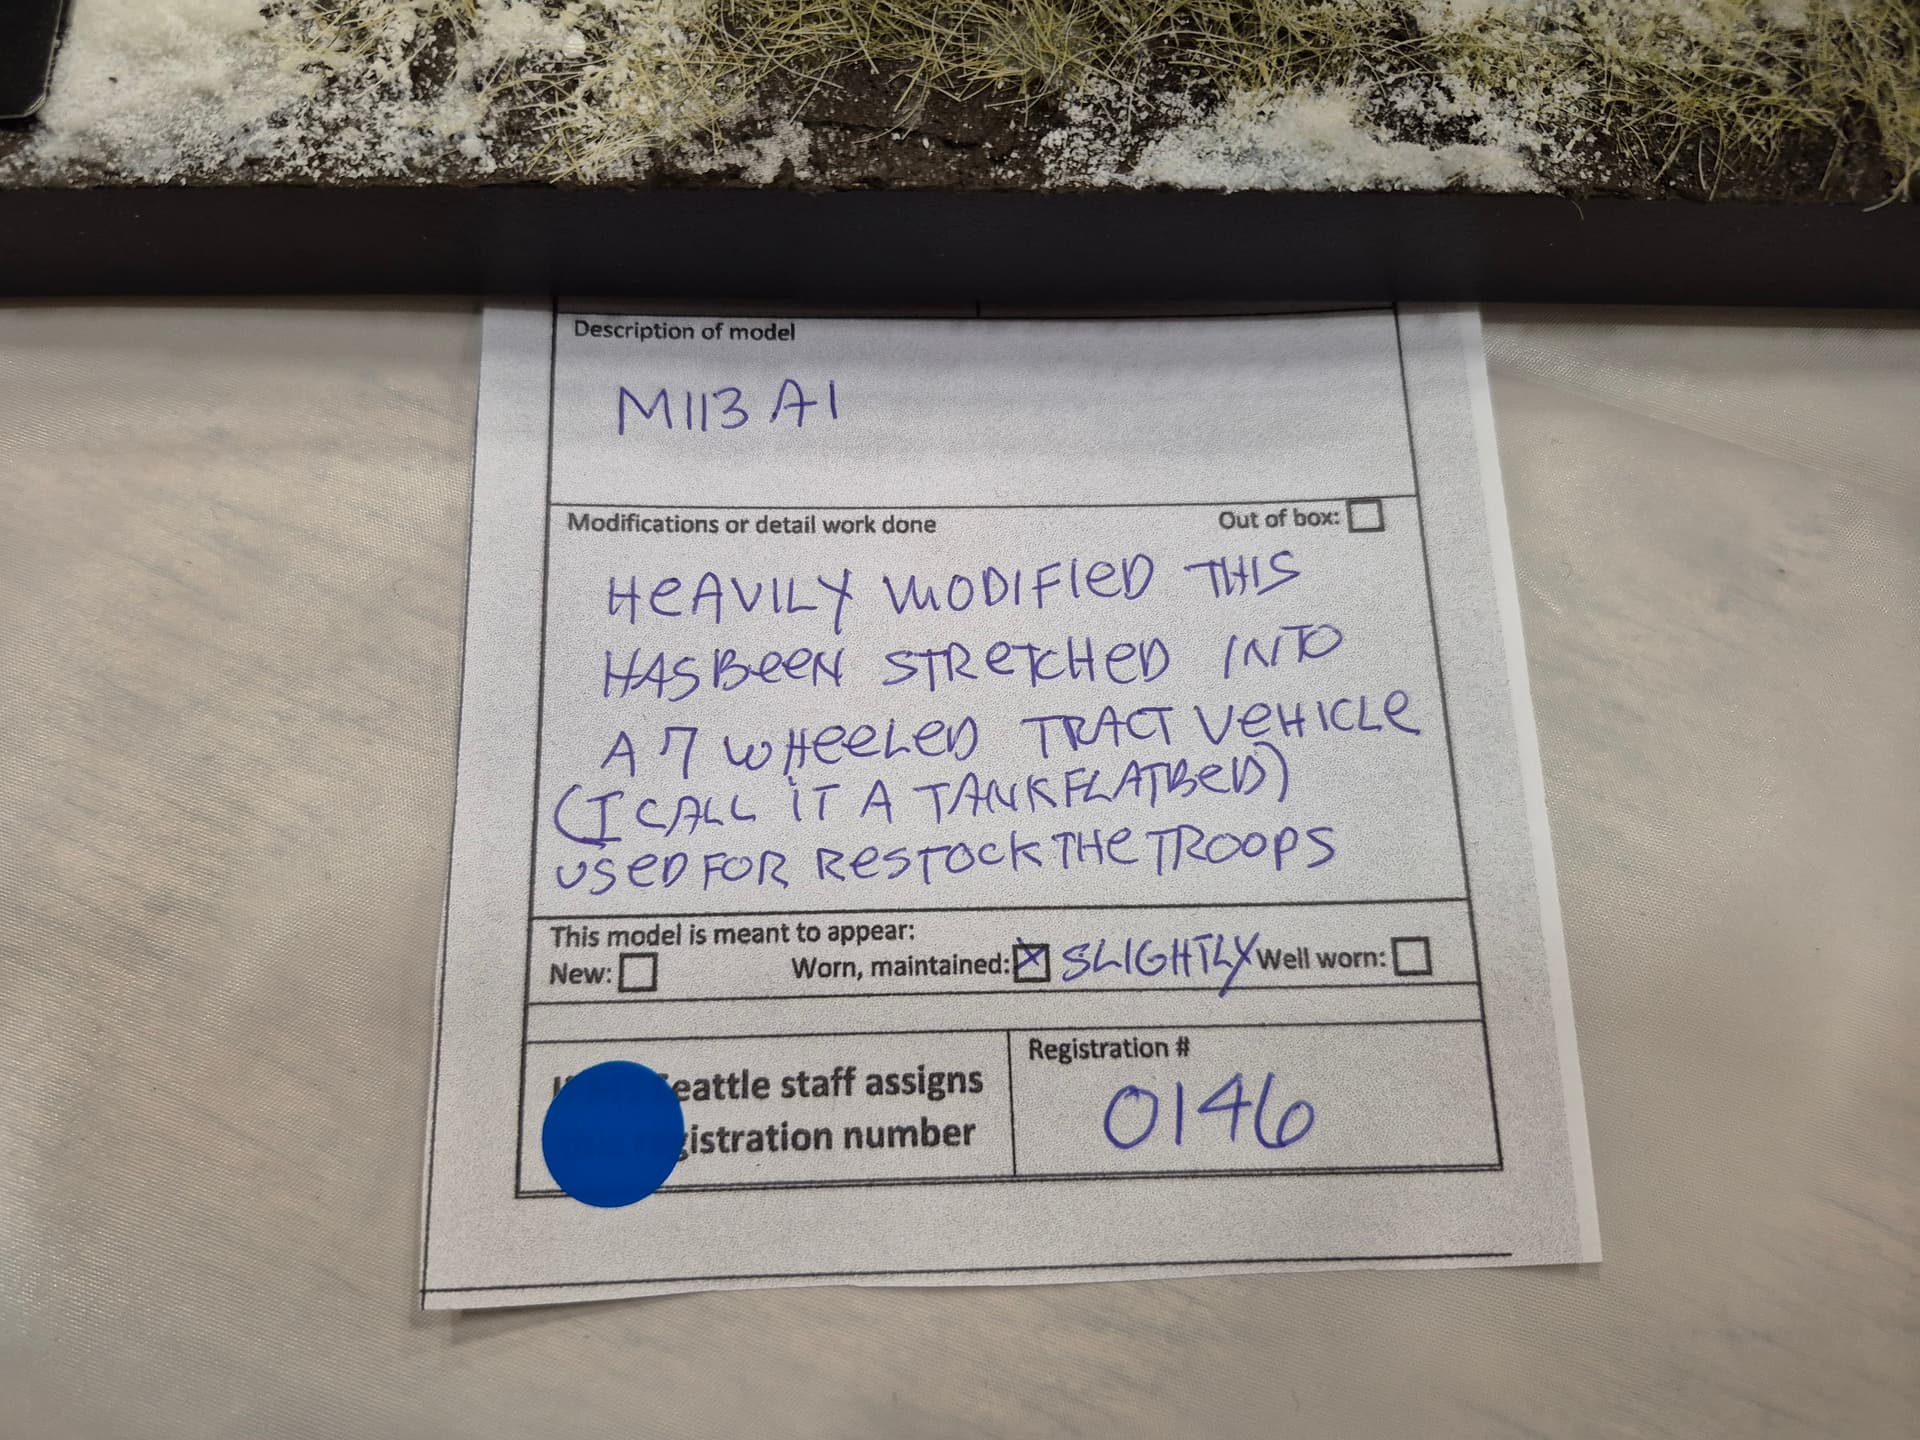 Description of model
M113 A1
Modifications or detail work done
Out of box:
HeAVILY MODIFIeD THIS
HAS BeeN STReTCHeD INTO
A 7 WHeeLeD TRACT VeHICLe
(I CALL iT A TANK FLATBeD)
USeD FOR ReSTOCK THe TROOPS
This model is meant to appear:
New: Worn, maintained: SLIGHTLY Well worn:
eattle staff assigns
gistration number
Registration #
0146